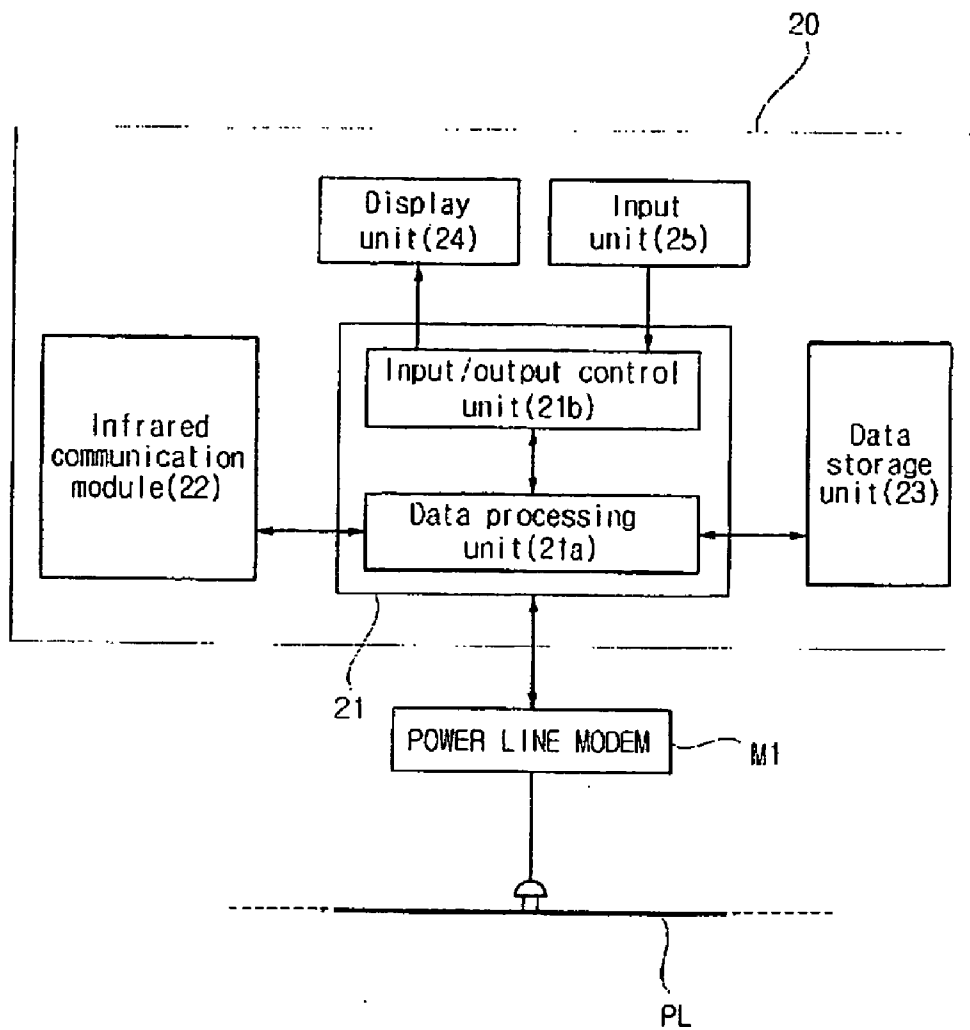 20
Display
unit(24)
Input
unit(25)
Input/output control
unit(21b)
Infrared
communication
module(22)
Data
storage
unit(23)
Data processing
unit(21a)
21
POWER LINE MODEM
M1
PL